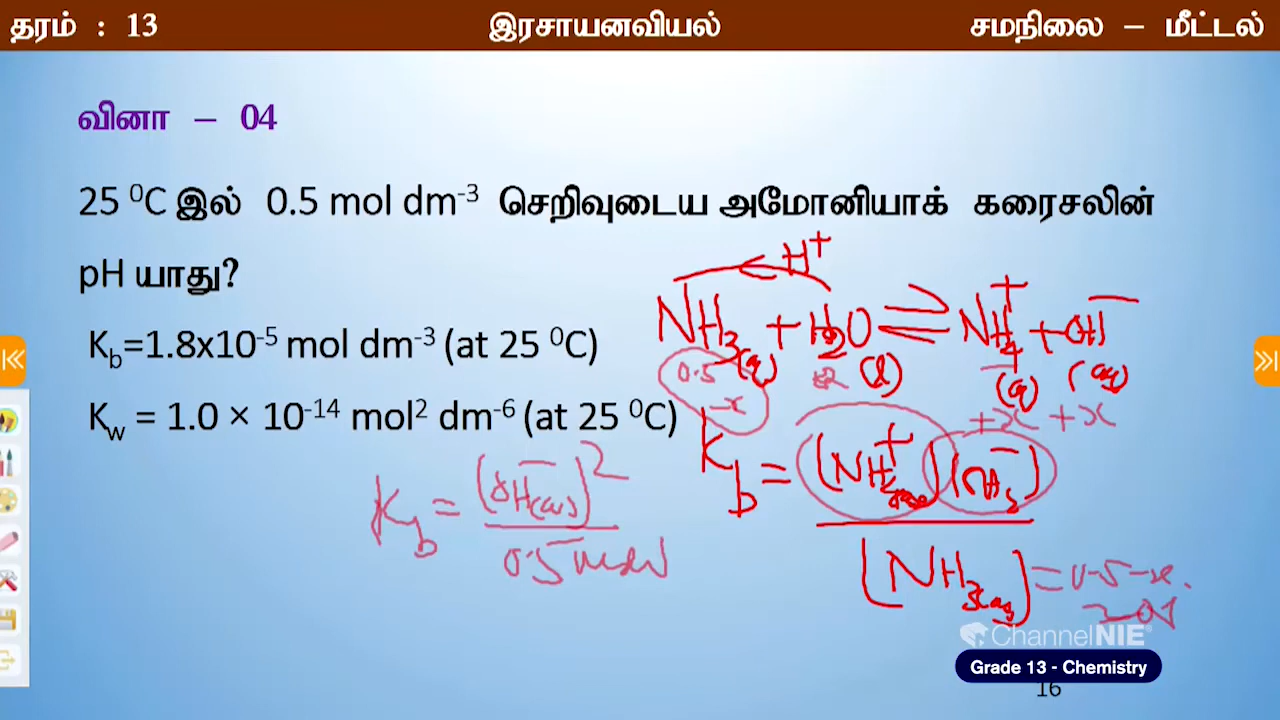 தரம் : 13 இரசாயனவியல் சமநிலை – மீட்டல்
வினா – 04
25 ⁰C இல் 0.5 mol dm⁻³ செறிவுடைய அமோனியாக் கரைசலின்
pH யாது?
K_b=1.8x10⁻⁵ mol dm⁻³ (at 25 ⁰C)
K_w = 1.0 × 10⁻¹⁴ mol² dm⁻⁶ (at 25 ⁰C)
H⁺
NH₃ + H₂O ⇌ NH₄⁺ + OH⁻
(aq) (l) (aq) (aq)
0.5
-x +x +x
K_b = (NH₄⁺)(OH⁻)
(NH₃(aq)) = 0.5-x
K_b = (OH⁻(aq))²
0.5
ChannelNIE
Grade 13 - Chemistry
16